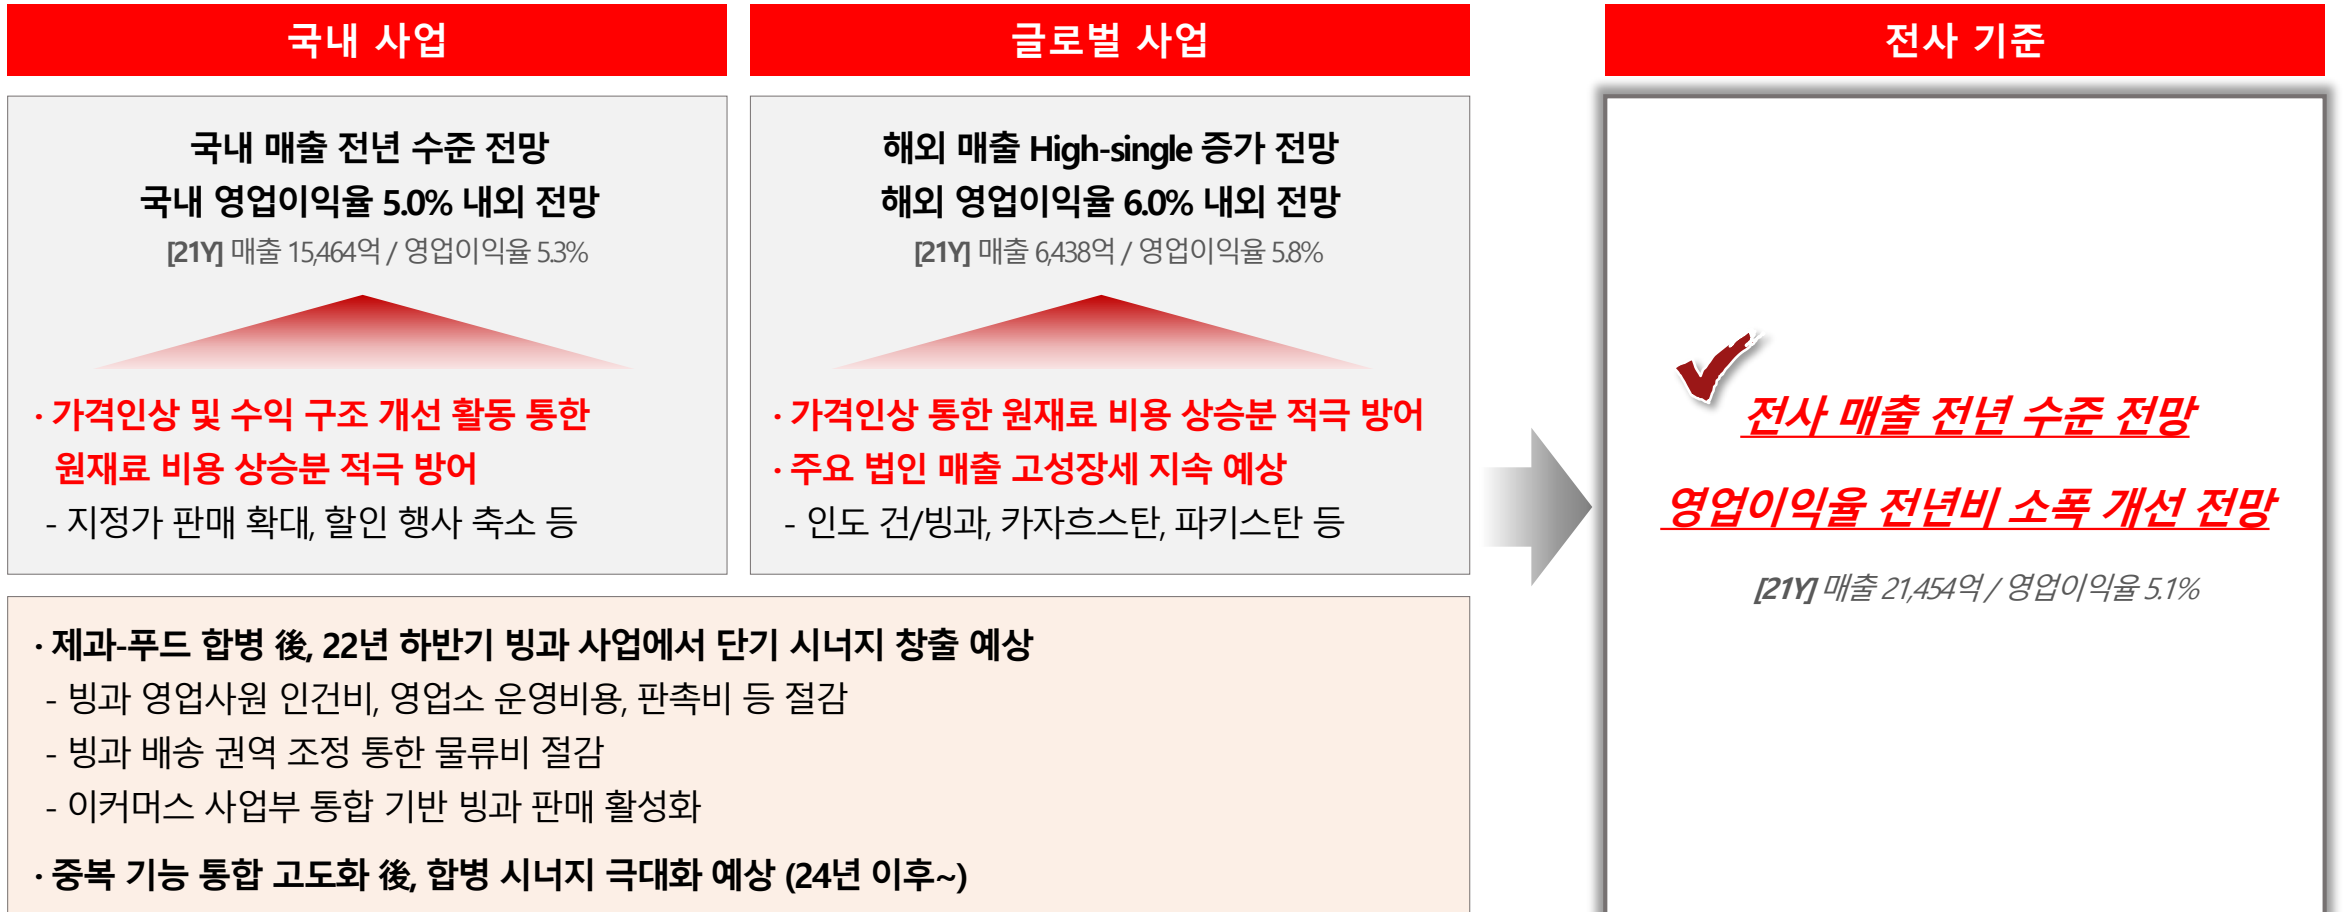 국내 사업
국내 매출 전년 수준 전망
국내 영업이익율 5.0% 내외 전망
[21Y] 매출 15,464억 / 영업이익율 5.3%
· 가격인상 및 수익 구조 개선 활동 통한
원재료 비용 상승분 적극 방어
- 지정가 판매 확대, 할인 행사 축소 등
글로벌 사업
해외 매출 High-single 증가 전망
해외 영업이익율 6.0% 내외 전망
[21Y] 매출 6,438억 / 영업이익율 5.8%
· 가격인상 통한 원재료 비용 상승분 적극 방어
· 주요 법인 매출 고성장세 지속 예상
- 인도 건/빙과, 카자흐스탄, 파키스탄 등
· 제과-푸드 합병 後, 22년 하반기 빙과 사업에서 단기 시너지 창출 예상
- 빙과 영업사원 인건비, 영업소 운영비용, 판촉비 등 절감
- 빙과 배송 권역 조정 통한 물류비 절감
- 이커머스 사업부 통합 기반 빙과 판매 활성화
· 중복 기능 통합 고도화 後, 합병 시너지 극대화 예상 (24년 이후~)
전사 기준
전사 매출 전년 수준 전망
영업이익율 전년비 소폭 개선 전망
[21Y] 매출 21,454억 / 영업이익율 5.1%